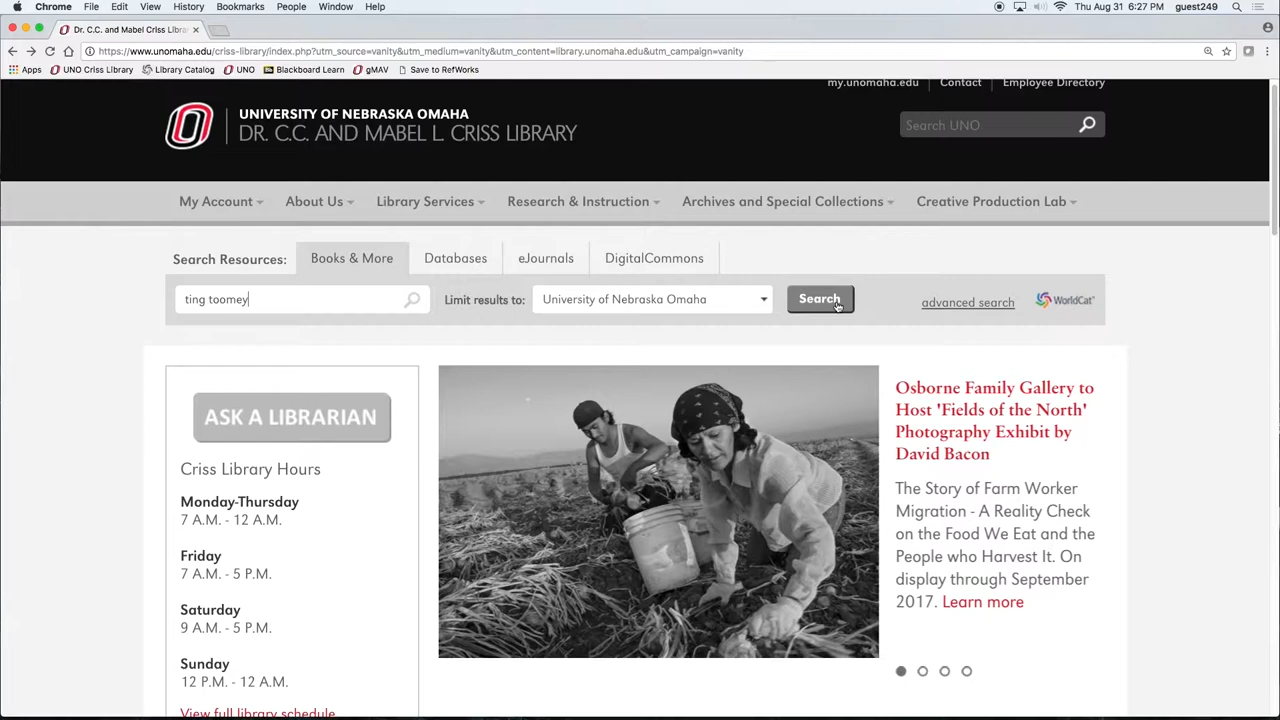 Chrome File Edit View History Bookmarks People Window Help Thu Aug 31 6:27 PM guest249
Dr. C.C. and Mabel Criss Librar
https://www.unomaha.edu/criss-library/index.php?utm_source=vanity&utm_medium=vanity&utm_content=library.unomaha.edu&utm_campaign=vanity
Apps UNO Criss Library Library Catalog UNO Blackboard Learn gMAV Save to RefWorks
my.unomaha.edu Contact Employee Directory
UNIVERSITY OF NEBRASKA OMAHA
DR. C.C. AND MABEL L. CRISS LIBRARY
Search UNO
My Account About Us Library Services Research & Instruction Archives and Special Collections Creative Production Lab
Search Resources: Books & More Databases eJournals DigitalCommons
ting toomey Limit results to: University of Nebraska Omaha Search advanced search WorldCat
ASK A LIBRARIAN
Criss Library Hours
Monday-Thursday
7 A.M. - 12 A.M.
Friday
7 A.M. - 5 P.M.
Saturday
9 A.M. - 5 P.M.
Sunday
12 P.M. - 12 A.M.
View full library schedule
Osborne Family Gallery to
Host 'Fields of the North'
Photography Exhibit by
David Bacon
The Story of Farm Worker
Migration - A Reality Check
on the Food We Eat and the
People who Harvest It. On
display through September
2017. Learn more